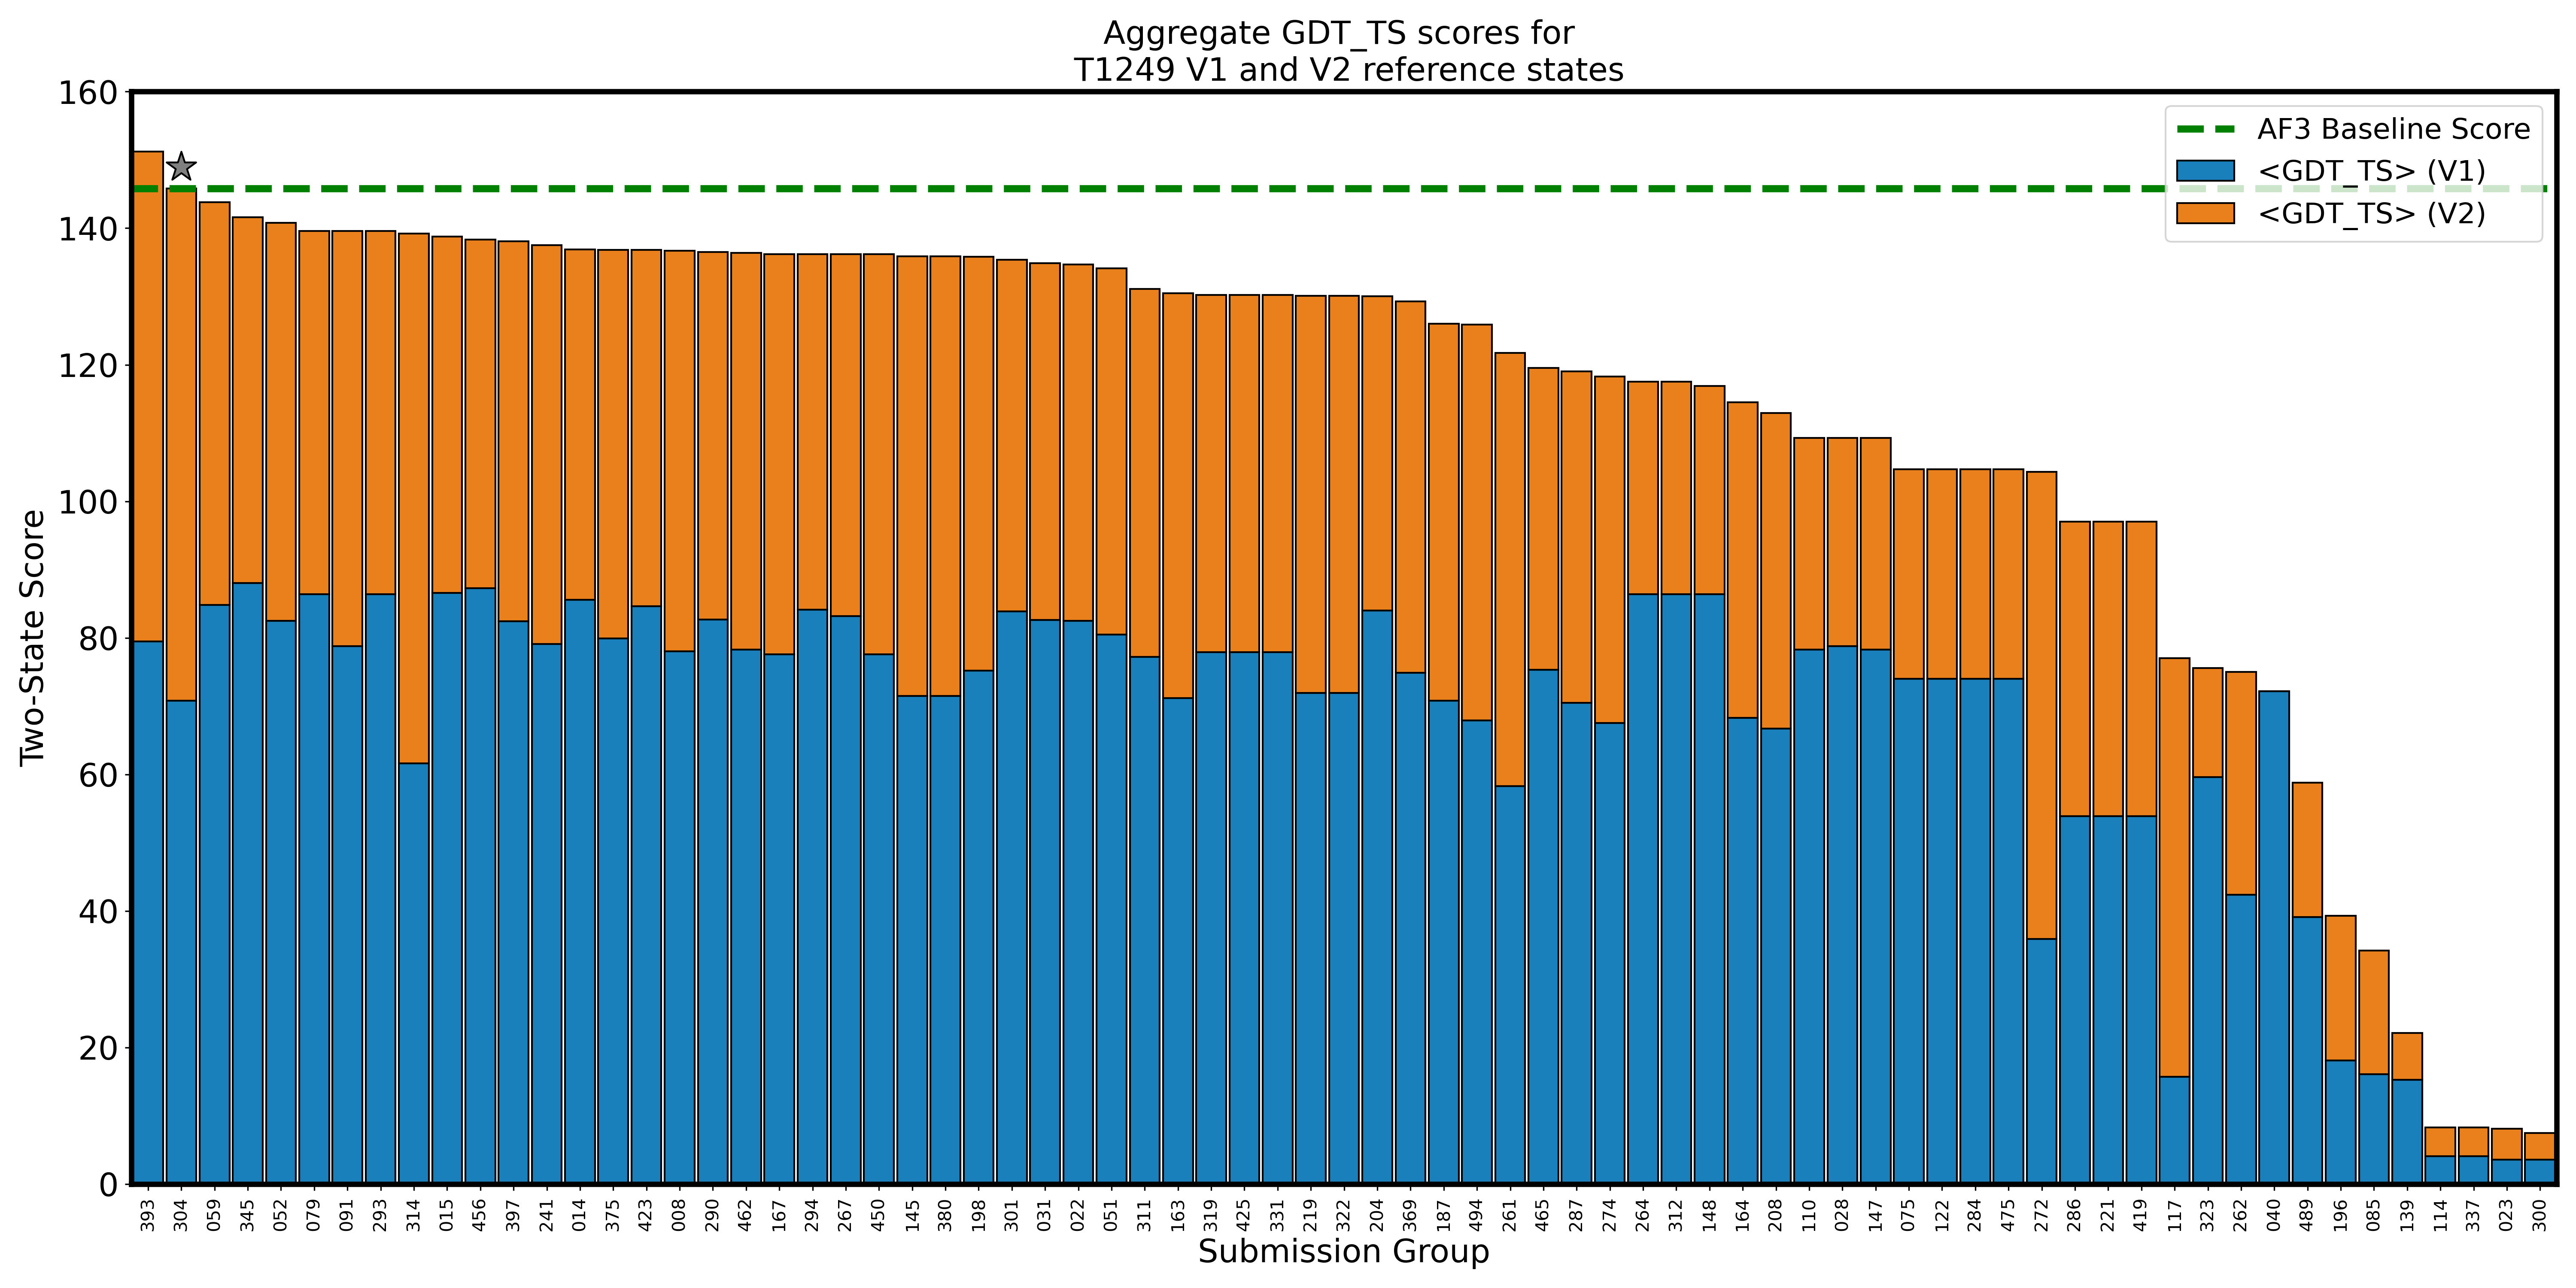 Aggregate GDT_TS scores for
T1249 V1 and V2 reference states
160
140
120
100
80
60
40
20
0
Two-State Score
AF3 Baseline Score
<GDT_TS> (V1)
<GDT_TS> (V2)
393 304 059 345 052 079 091 293 314 015 456 397 241 014 375 423 008 290 462 167 294 267 450 145 380 198 301 031 022 051 311 163 319 425 331 219 322 204 369 187 494 261 465 287 274 264 312 148 164 208 110 028 147 075 122 284 475 272 286 221 419 117 323 262 040 489 196 085 139 114 337 023 300
Submission Group